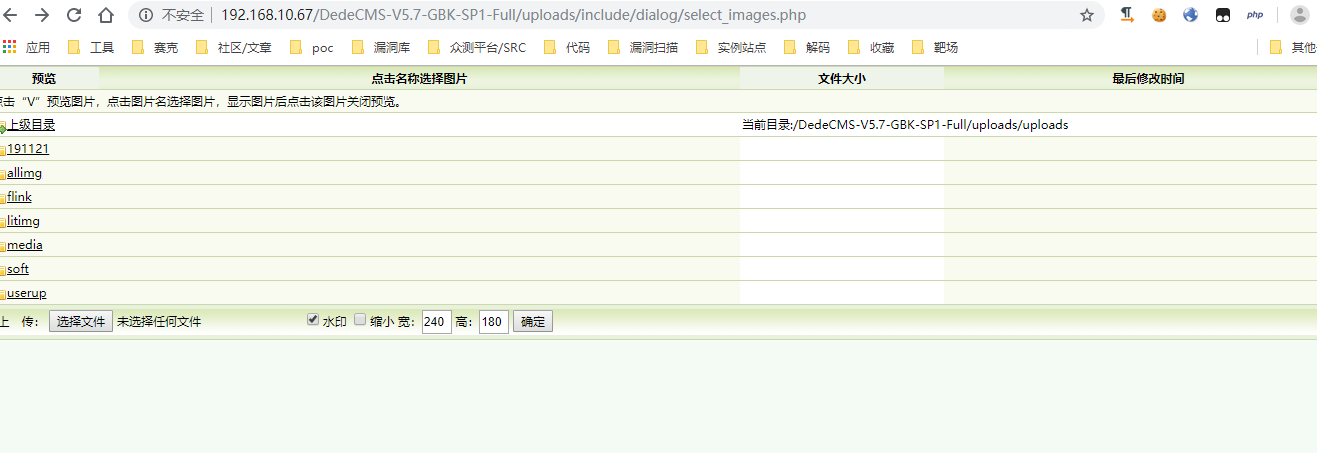 不安全 192.168.10.67/DedeCMS-V5.7-GBK-SP1-Full/uploads/include/dialog/select_images.php php
应用 工具 赛克 社区/文章 poc 漏洞库 众测平台/SRC 代码 漏洞扫描 实例站点 解码 收藏 靶场 其他
预览 点击名称选择图片 文件大小 最后修改时间
点击“V”预览图片，点击图片名选择图片，显示图片后点击该图片关闭预览。
上级目录 当前目录:/DedeCMS-V5.7-GBK-SP1-Full/uploads/uploads
191121
allimg
flink
litimg
media
soft
userup
上 传： 选择文件 未选择任何文件 水印 缩小 宽： 240 高： 180 确定